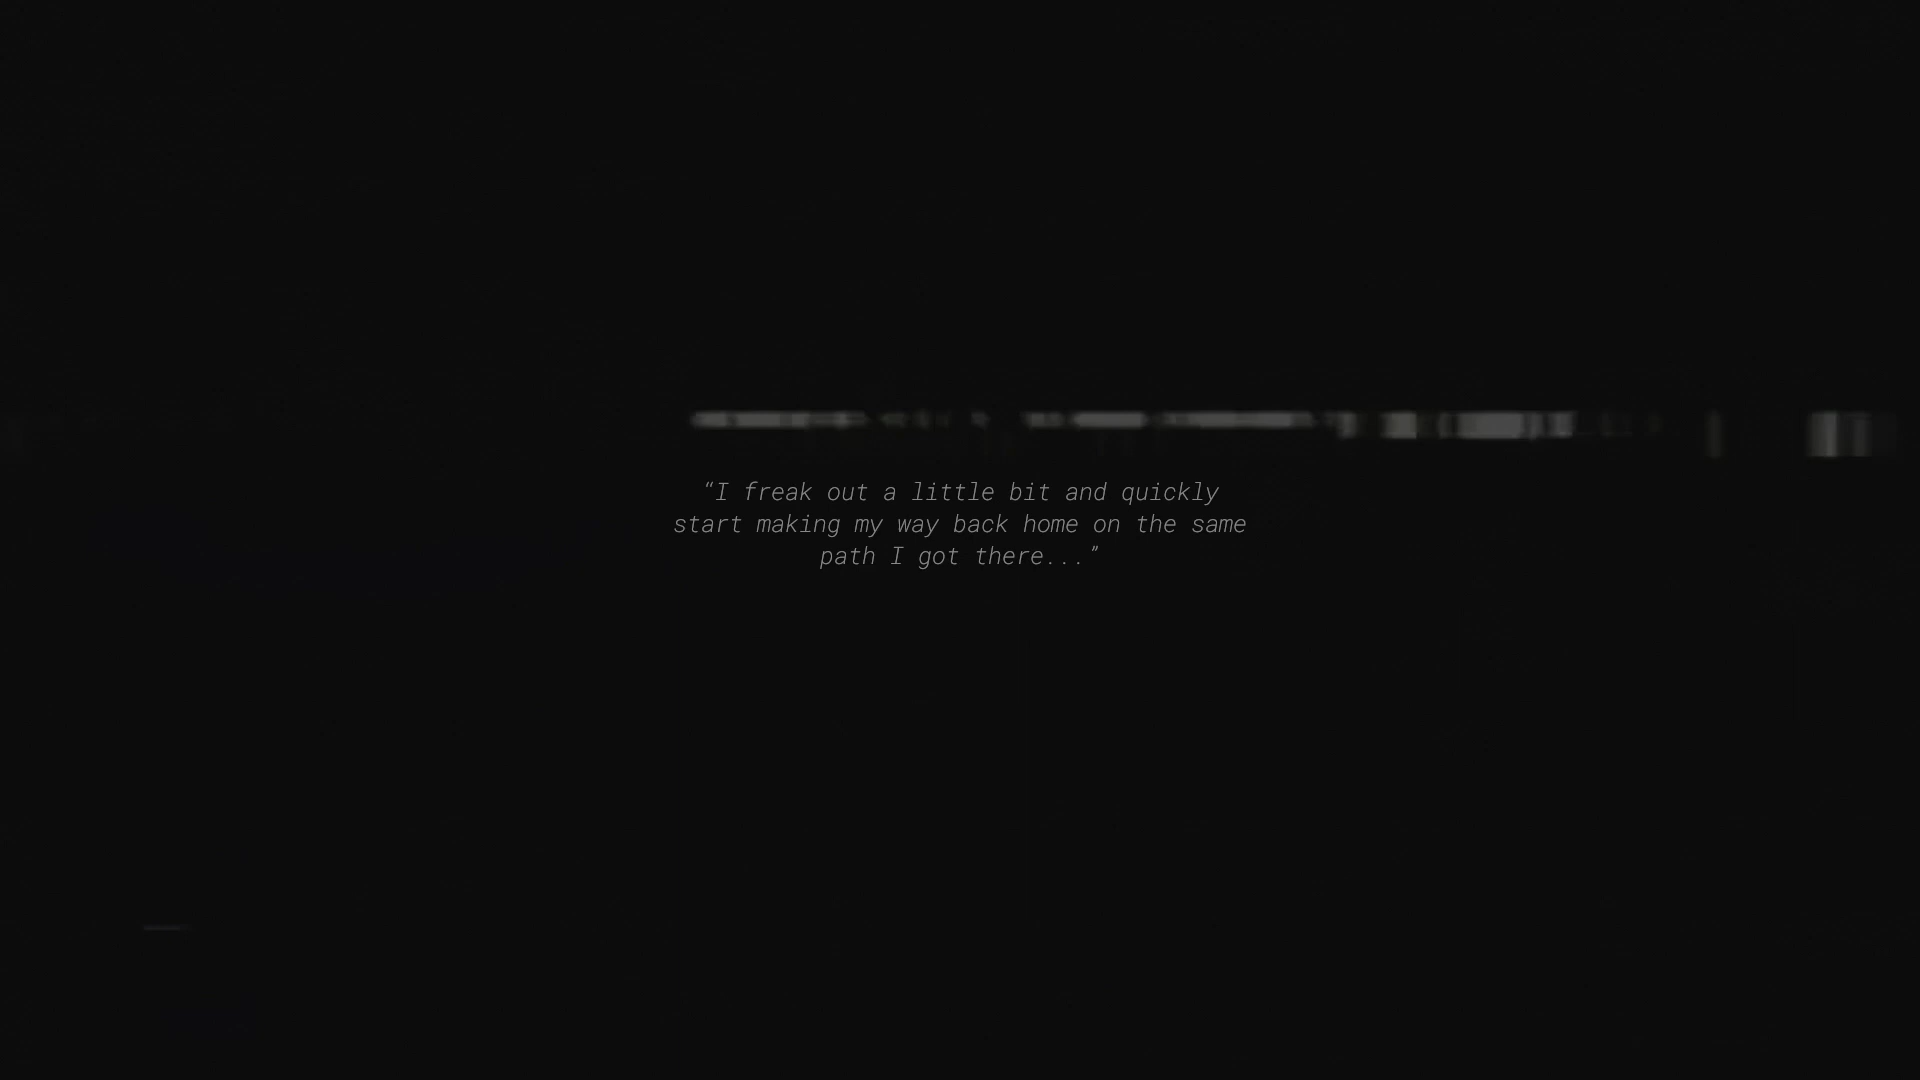 “I freak out a little bit and quickly
start making my way back home on the same
path I got there...”